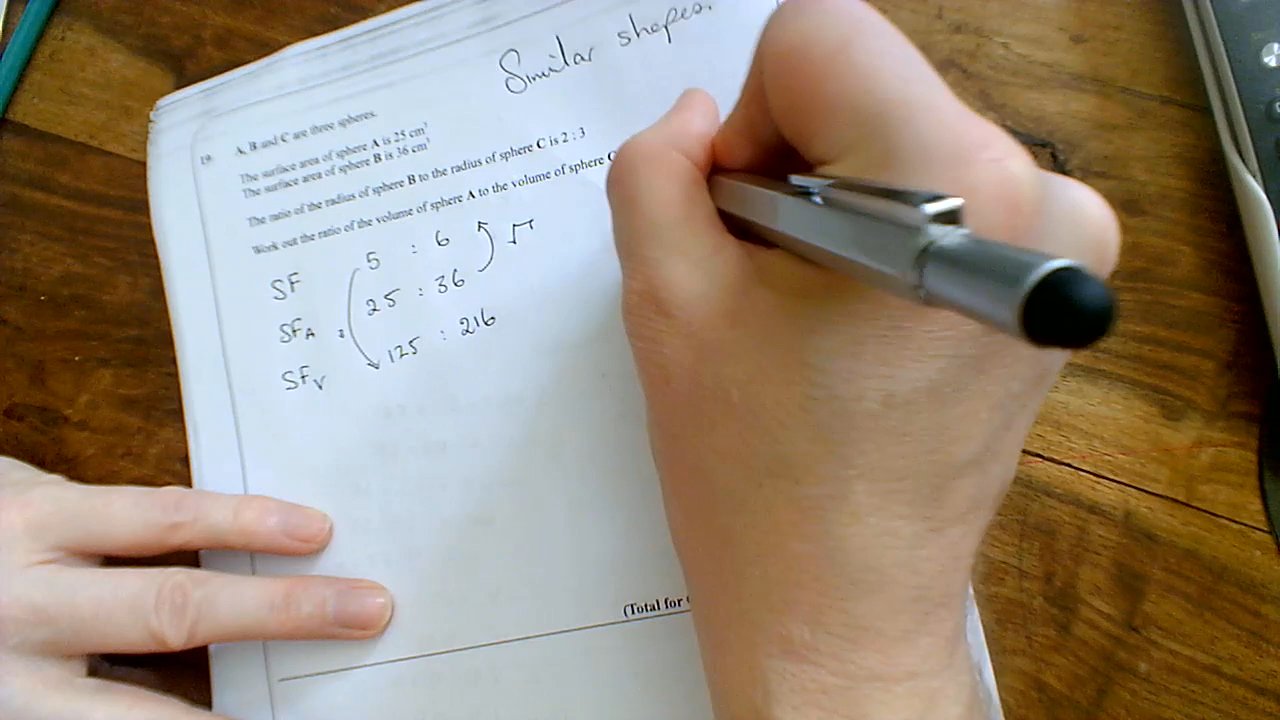 Similar shapes.
19. A, B and C are three spheres.
The surface area of sphere A is 25 cm²
The surface area of sphere B is 36 cm²
The ratio of the radius of sphere B to the radius of sphere C is 2 : 3
Work out the ratio of the volume of sphere A to the volume of sphere
SF 5 : 6 √
SFA 25 : 36
SFV 125 : 216
(Total for